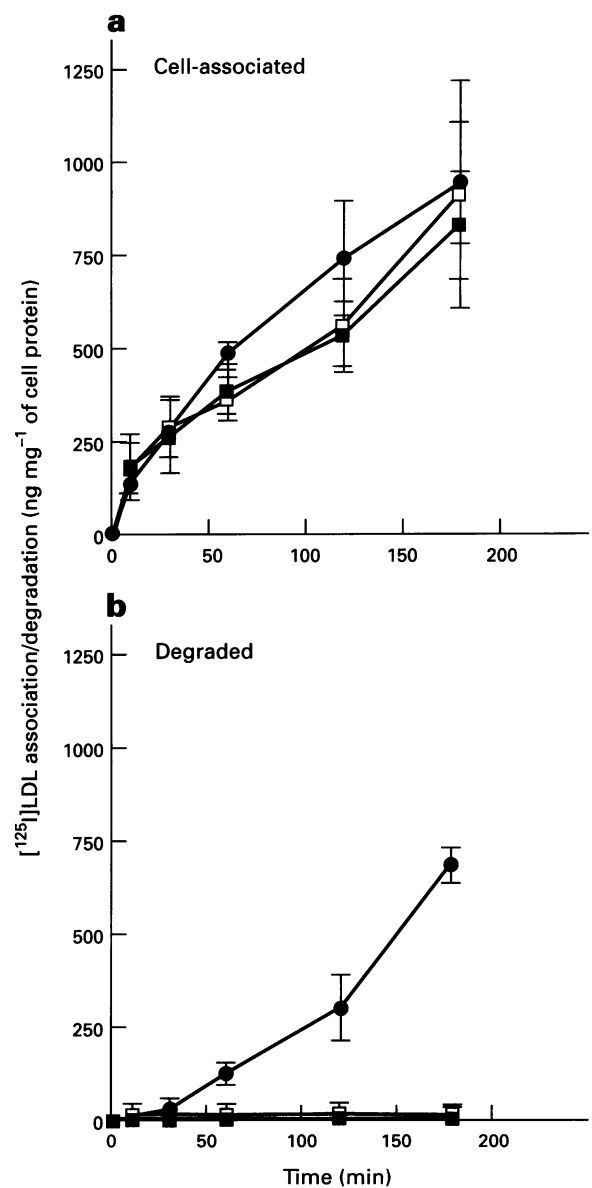 a
Cell-associated
1250
1000
750
500
250
0
0 50 100 150 200
b
Degraded
1250
1000
750
500
250
0
0 50 100 150 200
Time (min)
[¹²⁵I]LDL association/degradation (ng mg⁻¹ of cell protein)